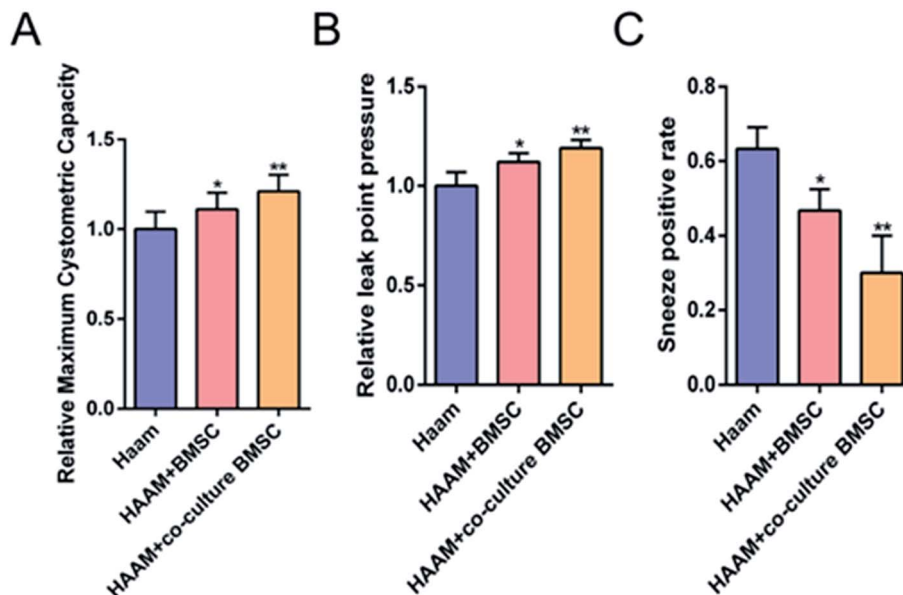 A
Relative Maximum Cystometric Capacity
1.5
1.0
0.5
0.0
*
**
Haam
HAAM+BMSC
HAAM+co-culture BMSC
B
Relative leak point pressure
1.5
1.0
0.5
0.0
*
**
Haam
HAAM+BMSC
HAAM+co-culture BMSC
C
Sneeze positive rate
0.8
0.6
0.4
0.2
0.0
*
**
Haam
HAAM+BMSC
HAAM+co-culture BMSC